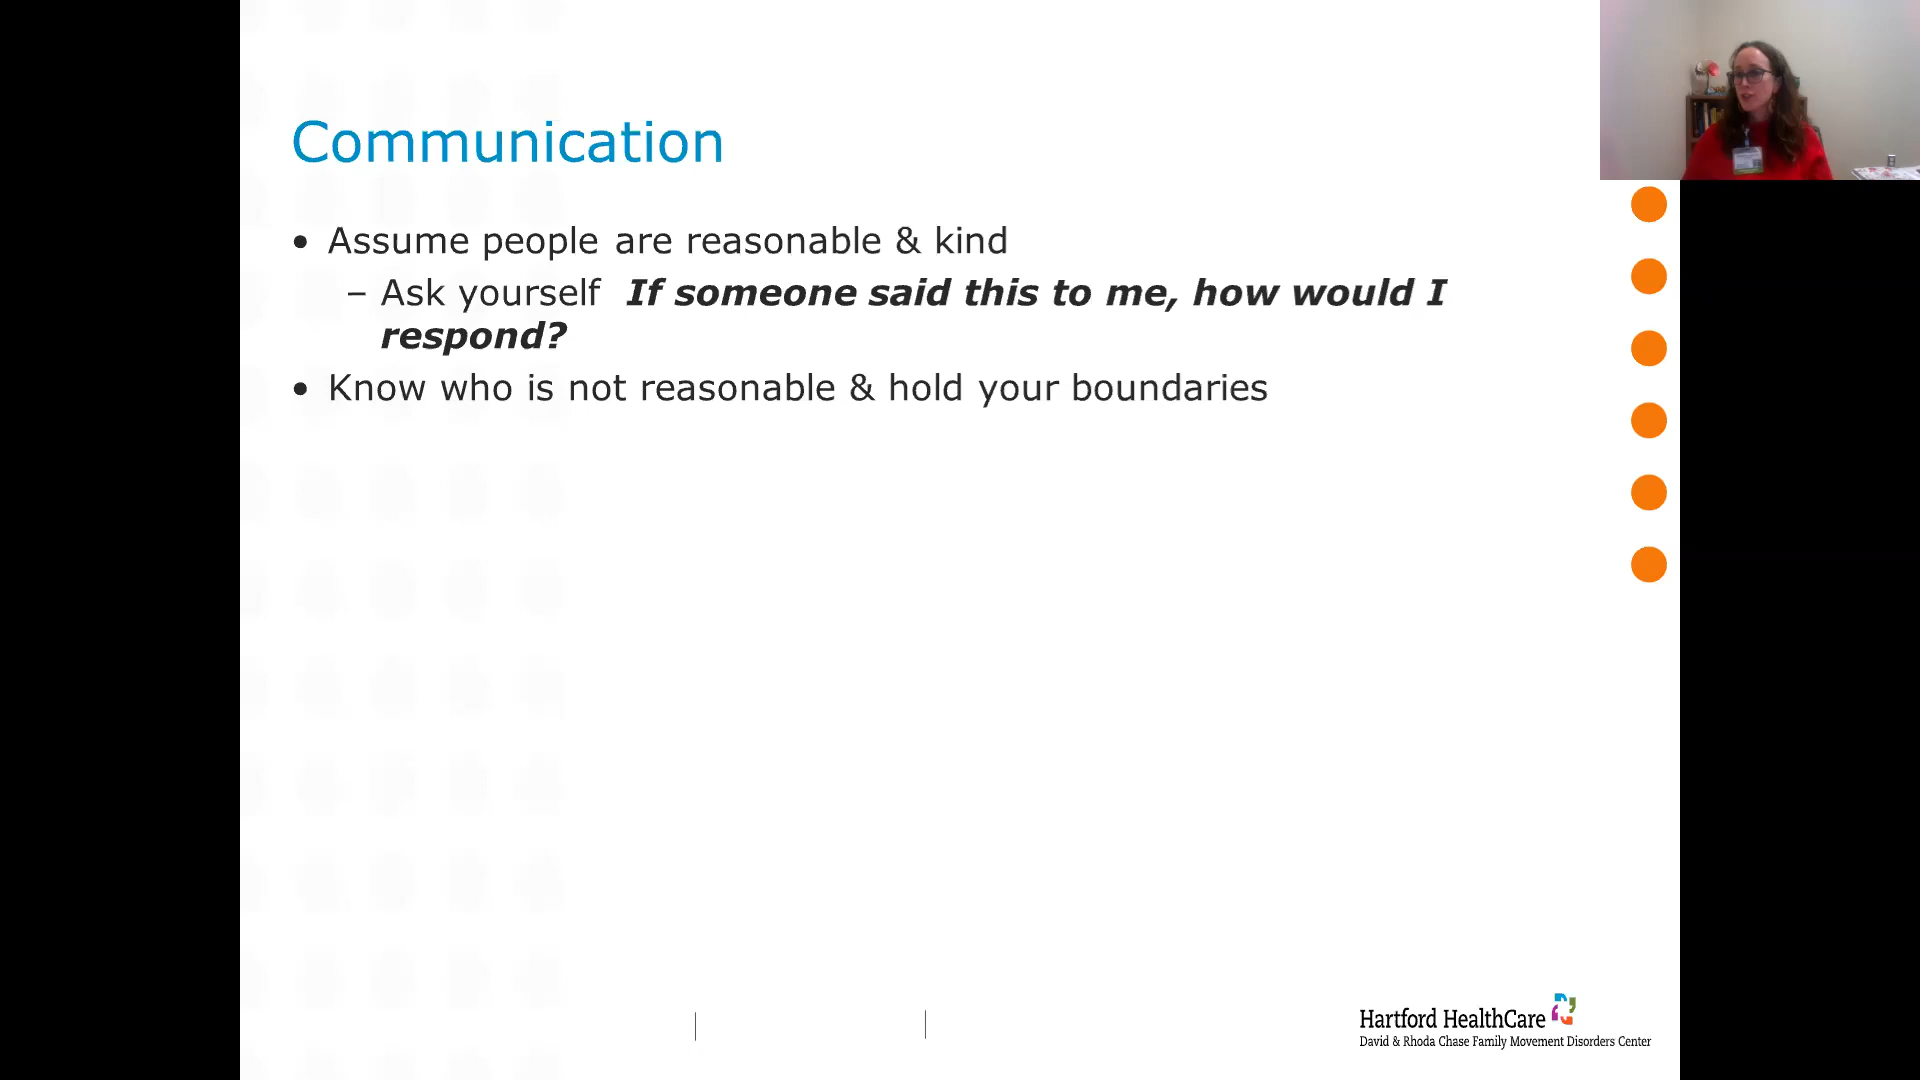 Communication
• Assume people are reasonable & kind
– Ask yourself If someone said this to me, how would I
respond?
• Know who is not reasonable & hold your boundaries
Hartford HealthCare
David & Rhoda Chase Family Movement Disorders Center